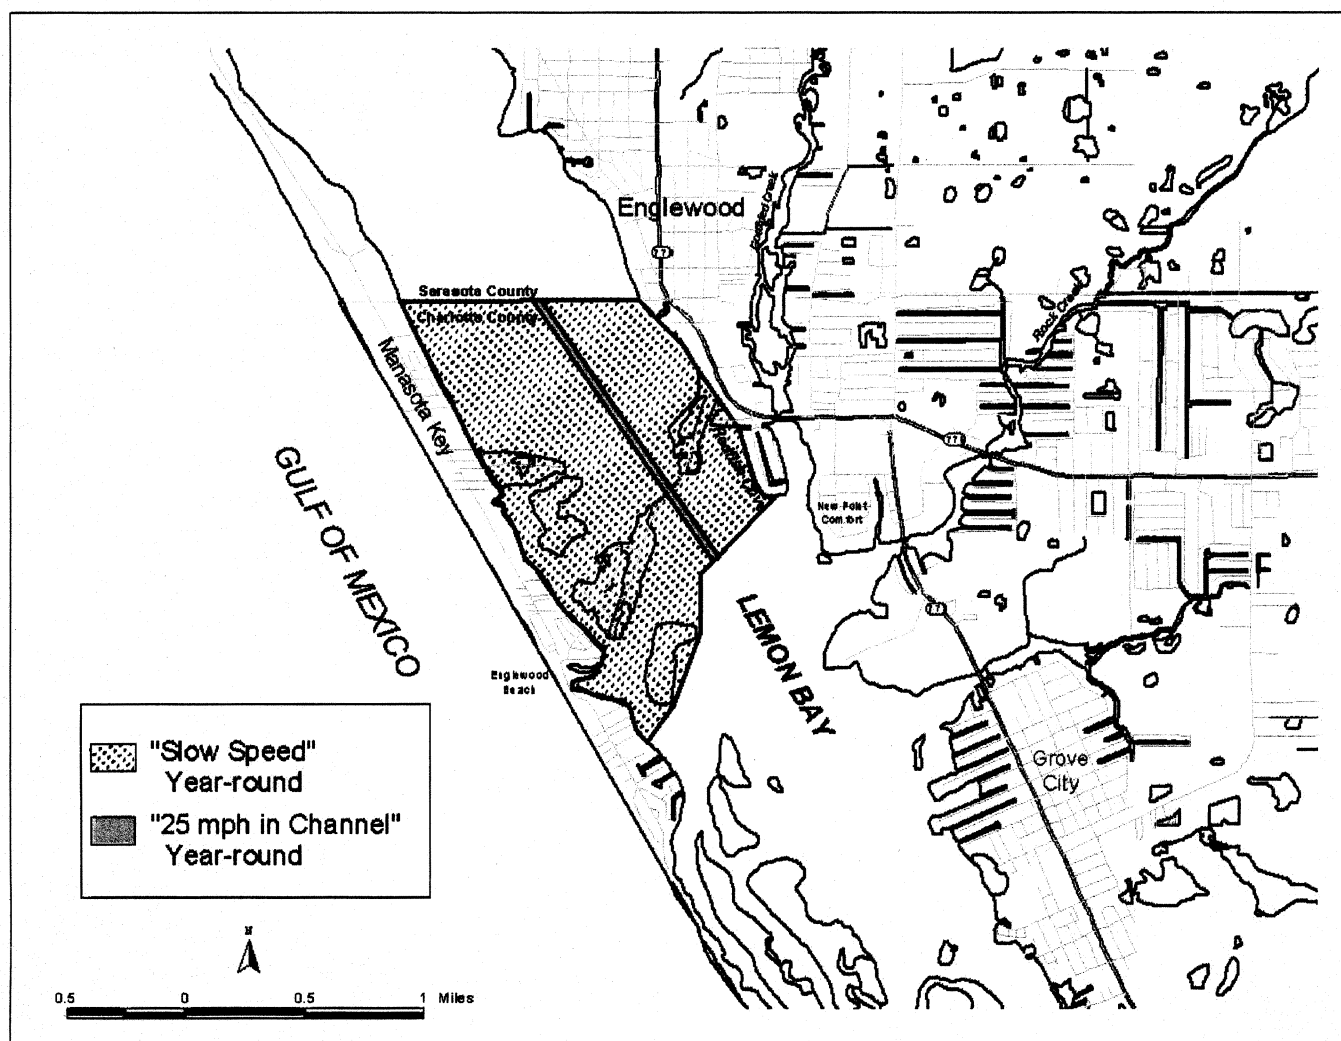 Englewood
Sarasota County
Charlotte County
Rock Creek
Manasota Key
GULF OF MEXICO
New Point
Comfort
LEMON BAY
Englewood
Beach
Grove
City
"Slow Speed"
Year-round
"25 mph in Channel"
Year-round
N
0.5 0 0.5 1 Miles